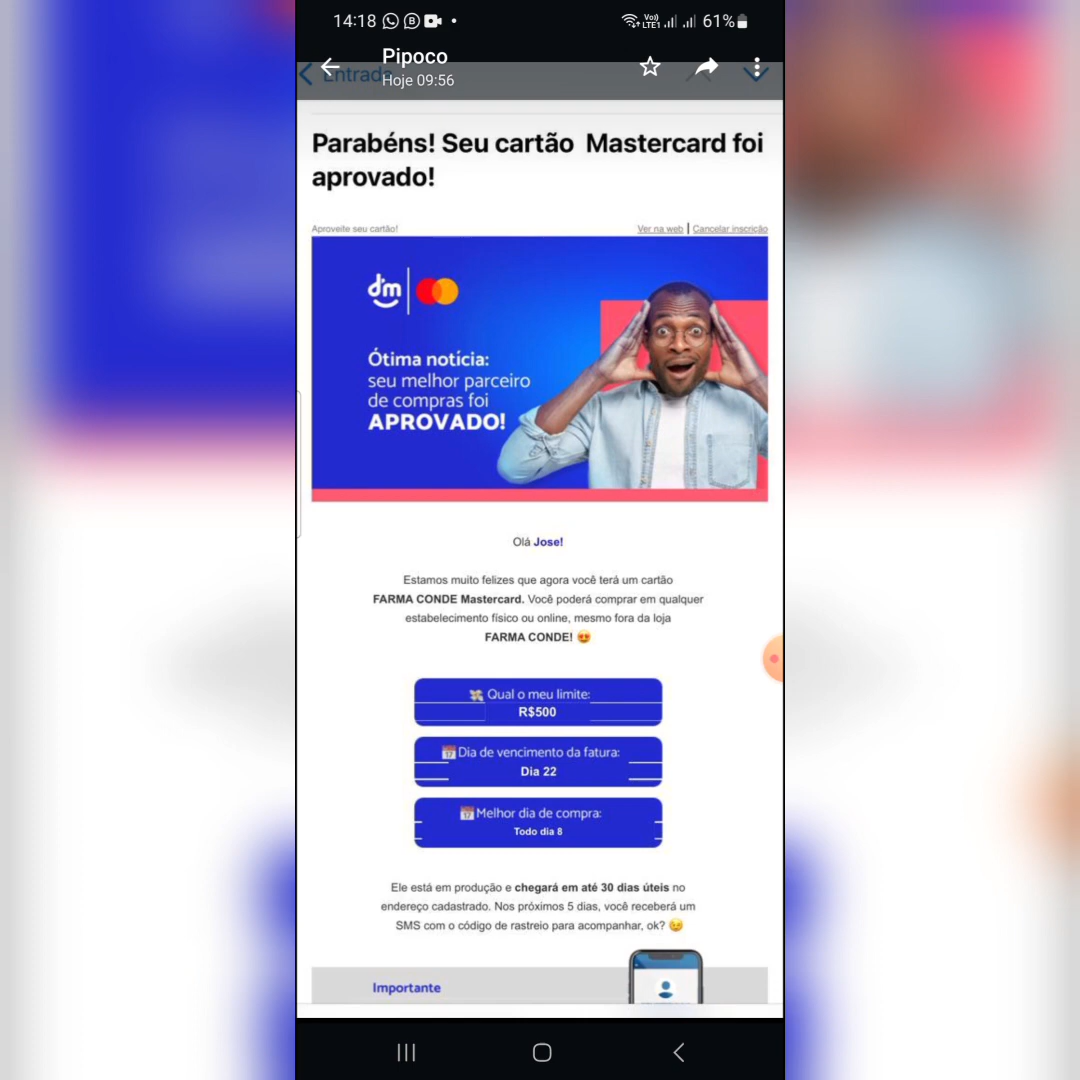 14:18
61%
Pipoco
Entrada
Hoje 09:56
Parabéns! Seu cartão Mastercard foi
aprovado!
Aproveite seu cartão!
Ver na web | Cancelar inscrição
dm
Ótima notícia:
seu melhor parceiro
de compras foi
APROVADO!
Olá Jose!
Estamos muito felizes que agora você terá um cartão
FARMA CONDE Mastercard. Você poderá comprar em qualquer
estabelecimento físico ou online, mesmo fora da loja
FARMA CONDE! 😍
💸 Qual o meu limite:
R$500
📅 Dia de vencimento da fatura:
Dia 22
📅 Melhor dia de compra:
Todo dia 8
Ele está em produção e chegará em até 30 dias úteis no
endereço cadastrado. Nos próximos 5 dias, você receberá um
SMS com o código de rastreio para acompanhar, ok? 😉
Importante